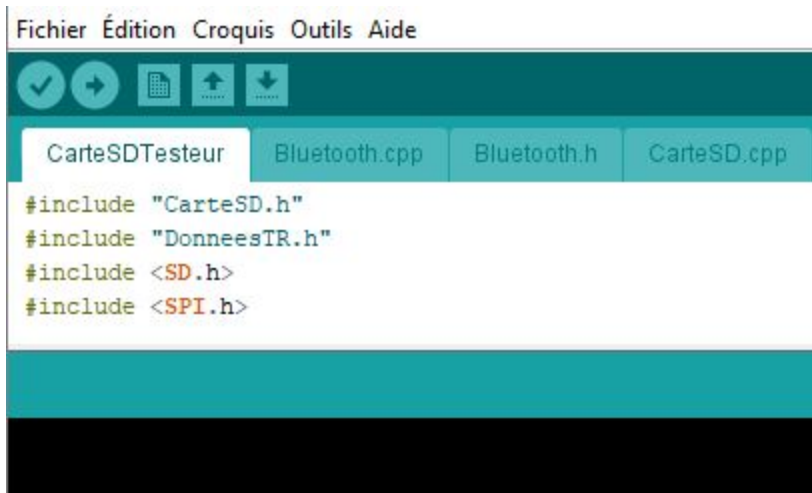 Fichier Édition Croquis Outils Aide
CarteSDTesteur Bluetooth.cpp Bluetooth.h CarteSD.cpp
#include "CarteSD.h"
#include "DonneesTR.h"
#include <SD.h>
#include <SPI.h>